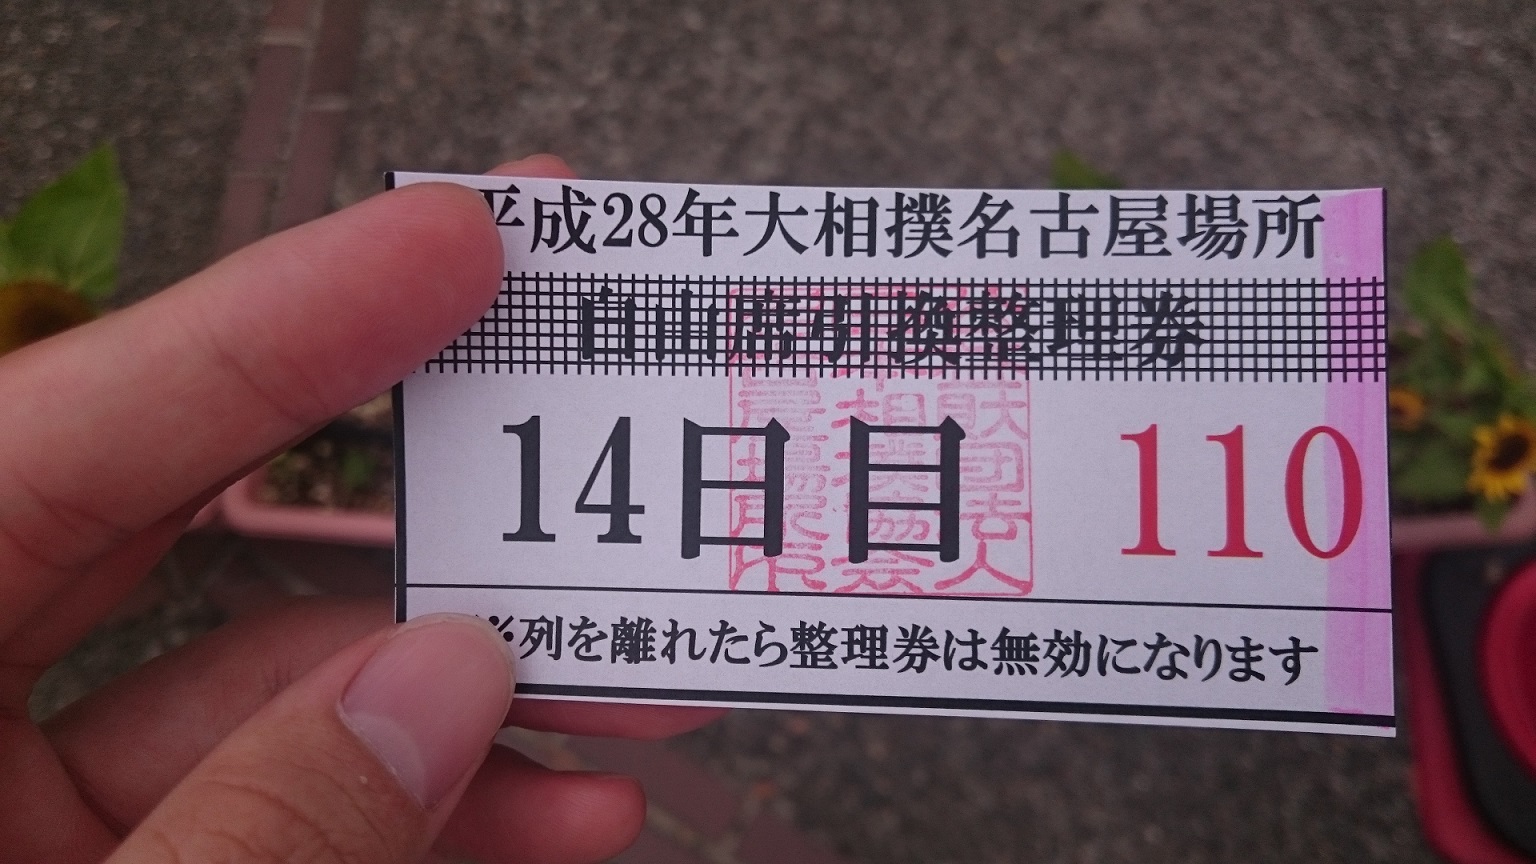 平成28年大相撲名古屋場所
自由席引換整理券
14日目 110
※列を離れたら整理券は無効になります